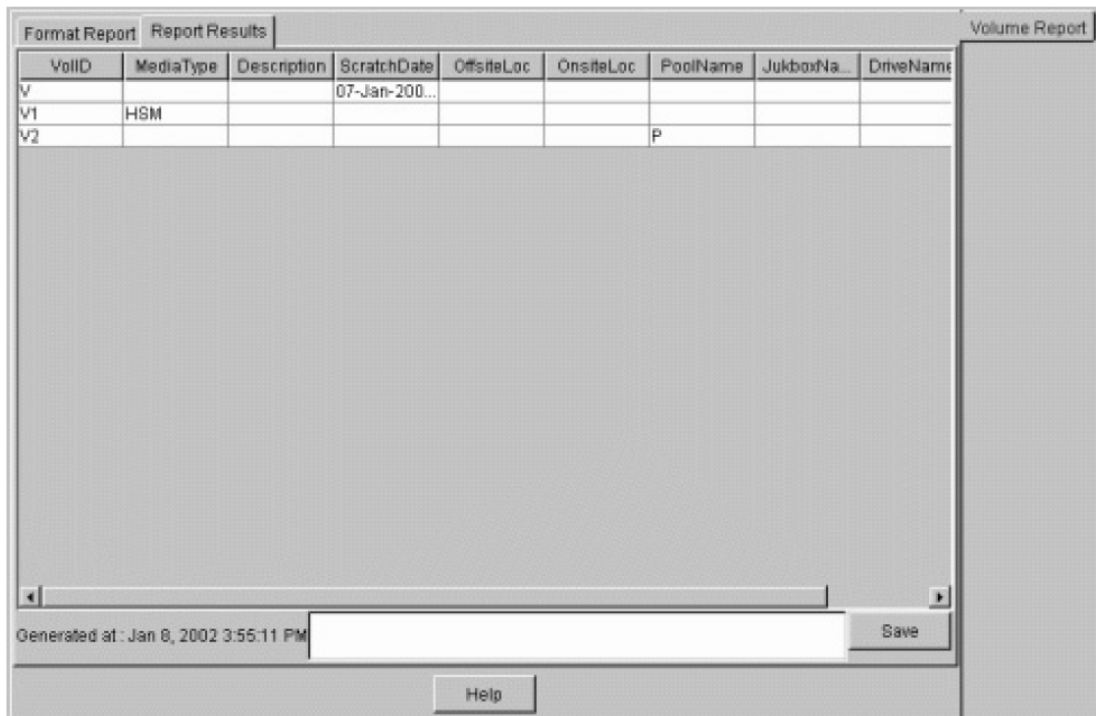 Format Report Report Results Volume Report
VolID MediaType Description ScratchDate OffsiteLoc OnsiteLoc PoolName JukboxNa... DriveName
V 07-Jan-200...
V1 HSM
V2 P
Generated at : Jan 8, 2002 3:55:11 PM Save
Help